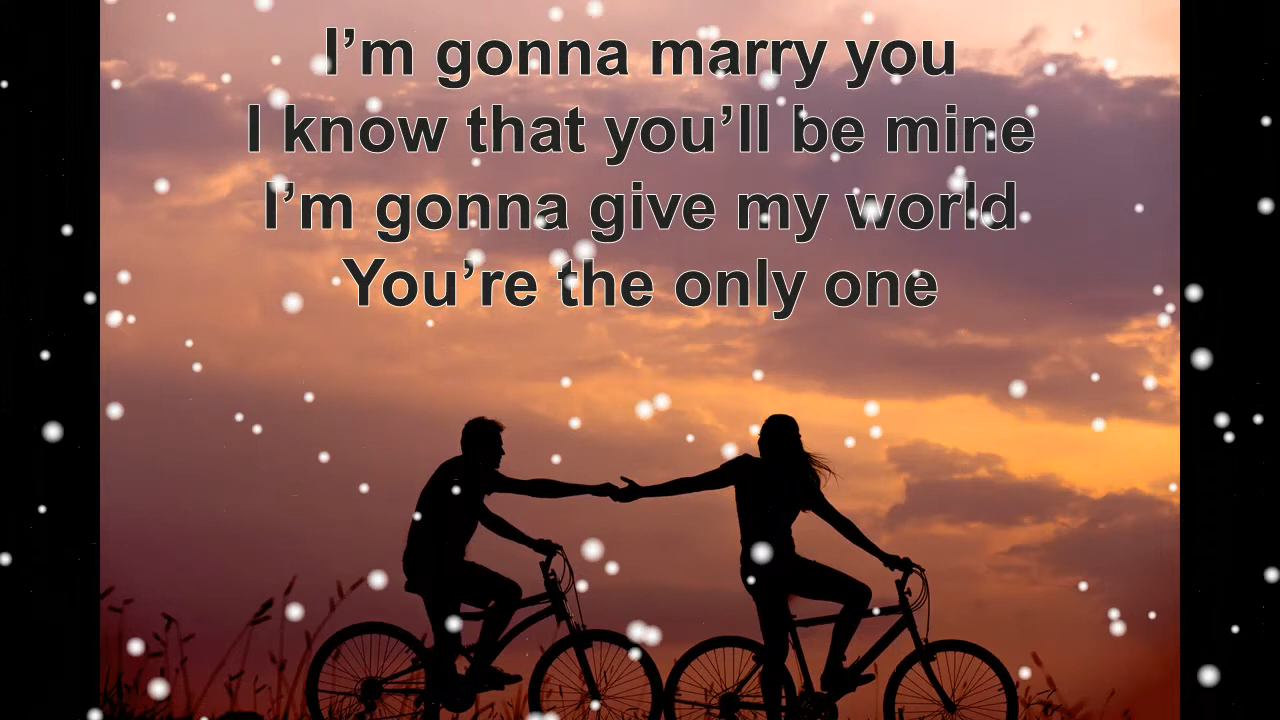 I’m gonna marry you
I know that you’ll be mine
I’m gonna give my world
You’re the only one